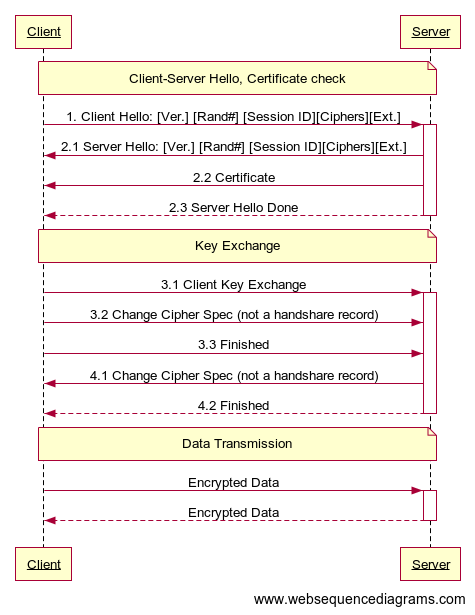 Client Server
Client-Server Hello, Certificate check
1. Client Hello: [Ver.] [Rand#] [Session ID][Ciphers][Ext.]
2.1 Server Hello: [Ver.] [Rand#] [Session ID][Ciphers][Ext.]
2.2 Certificate
2.3 Server Hello Done
Key Exchange
3.1 Client Key Exchange
3.2 Change Cipher Spec (not a handshare record)
3.3 Finished
4.1 Change Cipher Spec (not a handshare record)
4.2 Finished
Data Transmission
Encrypted Data
Encrypted Data
Client Server
www.websequencediagrams.com